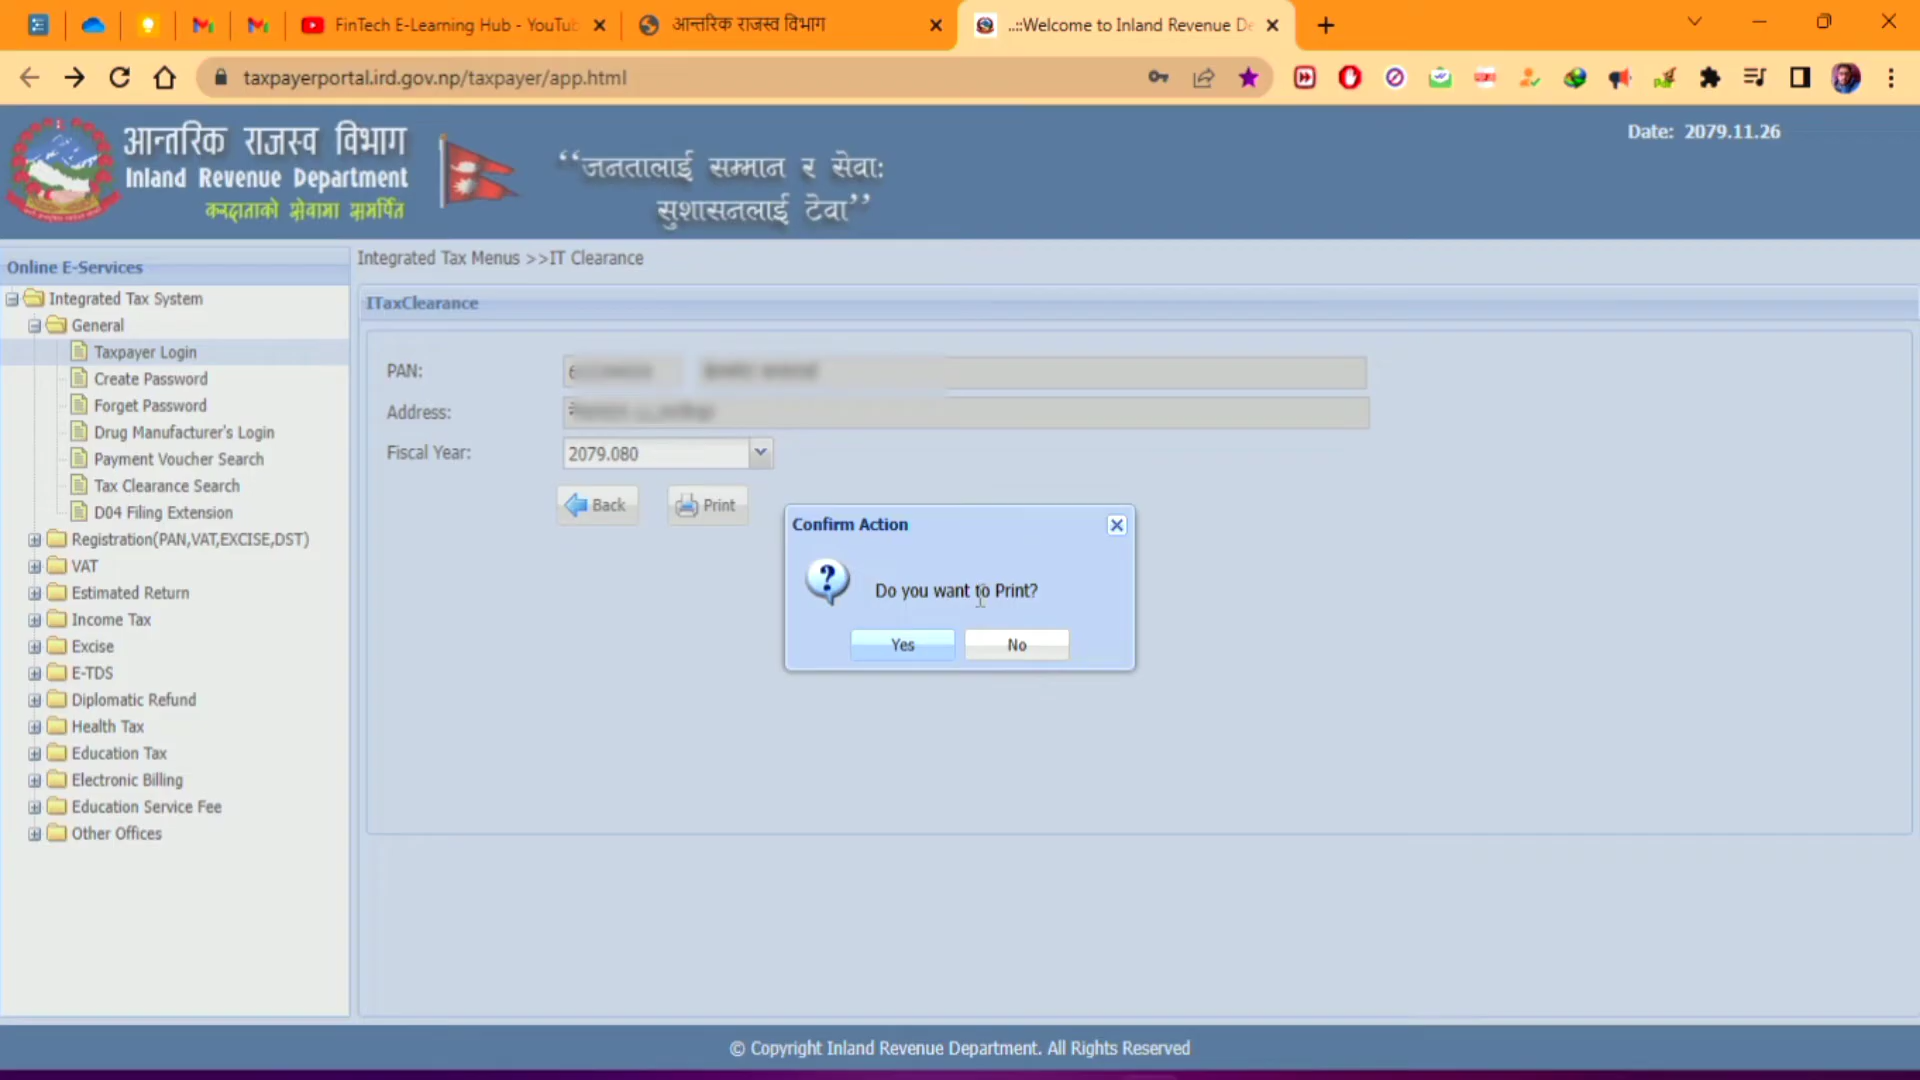 FinTech E-Learning Hub - YouTub
आन्तरिक राजस्व विभाग
..::Welcome to Inland Revenue De
taxpayerportal.ird.gov.np/taxpayer/app.html
आन्तरिक राजस्व विभाग
Inland Revenue Department
करदाताको सेवामा समर्पित
“जनतालाई सम्मान र सेवाः
सुशासनलाई टेवा”
Date: 2079.11.26
Online E-Services
Integrated Tax System
General
Taxpayer Login
Create Password
Forget Password
Drug Manufacturer's Login
Payment Voucher Search
Tax Clearance Search
D04 Filing Extension
Registration(PAN,VAT,EXCISE,DST)
VAT
Estimated Return
Income Tax
Excise
E-TDS
Diplomatic Refund
Health Tax
Education Tax
Electronic Billing
Education Service Fee
Other Offices
Integrated Tax Menus >>IT Clearance
ITaxClearance
PAN:
Address:
Fiscal Year: 2079.080
Back Print
Confirm Action
Do you want to Print?
Yes No
© Copyright Inland Revenue Department. All Rights Reserved